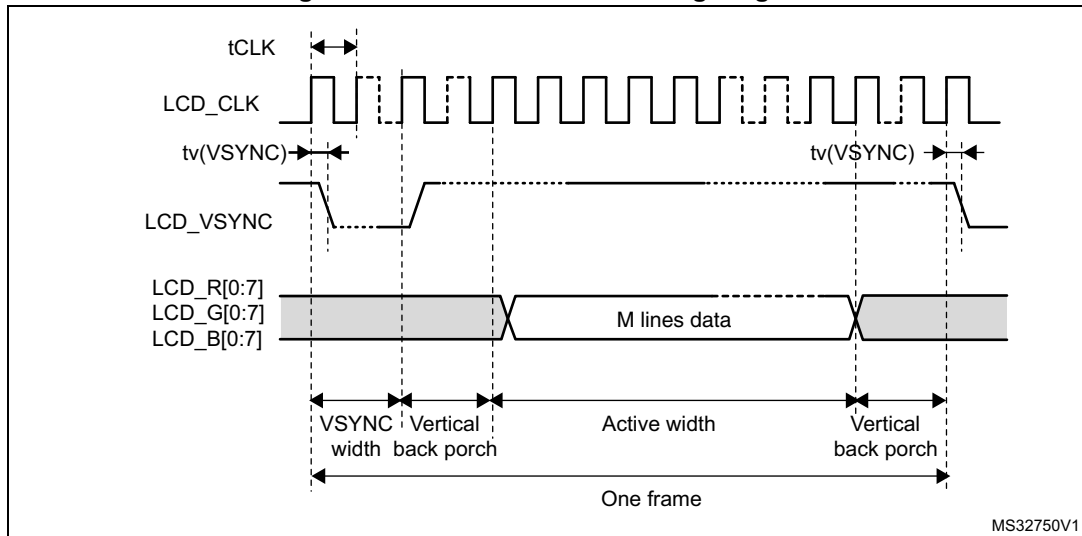 tCLK
LCD_CLK
tv(VSYNC)
tv(VSYNC)
LCD_VSYNC
LCD_R[0:7]
LCD_G[0:7]
LCD_B[0:7]
M lines data
VSYNC width
Vertical back porch
Active width
Vertical back porch
One frame
MS32750V1